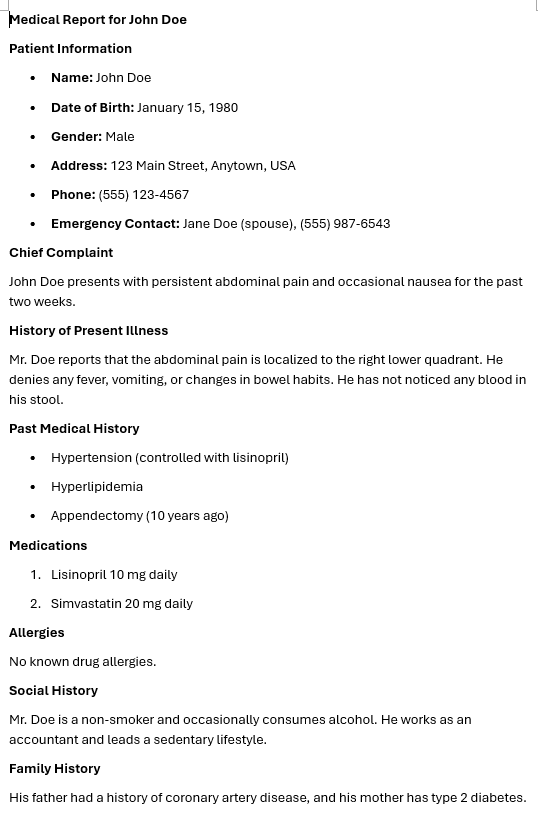 Medical Report for John Doe
Patient Information
• Name: John Doe
• Date of Birth: January 15, 1980
• Gender: Male
• Address: 123 Main Street, Anytown, USA
• Phone: (555) 123-4567
• Emergency Contact: Jane Doe (spouse), (555) 987-6543
Chief Complaint
John Doe presents with persistent abdominal pain and occasional nausea for the past
two weeks.
History of Present Illness
Mr. Doe reports that the abdominal pain is localized to the right lower quadrant. He
denies any fever, vomiting, or changes in bowel habits. He has not noticed any blood in
his stool.
Past Medical History
• Hypertension (controlled with lisinopril)
• Hyperlipidemia
• Appendectomy (10 years ago)
Medications
1. Lisinopril 10 mg daily
2. Simvastatin 20 mg daily
Allergies
No known drug allergies.
Social History
Mr. Doe is a non-smoker and occasionally consumes alcohol. He works as an
accountant and leads a sedentary lifestyle.
Family History
His father had a history of coronary artery disease, and his mother has type 2 diabetes.